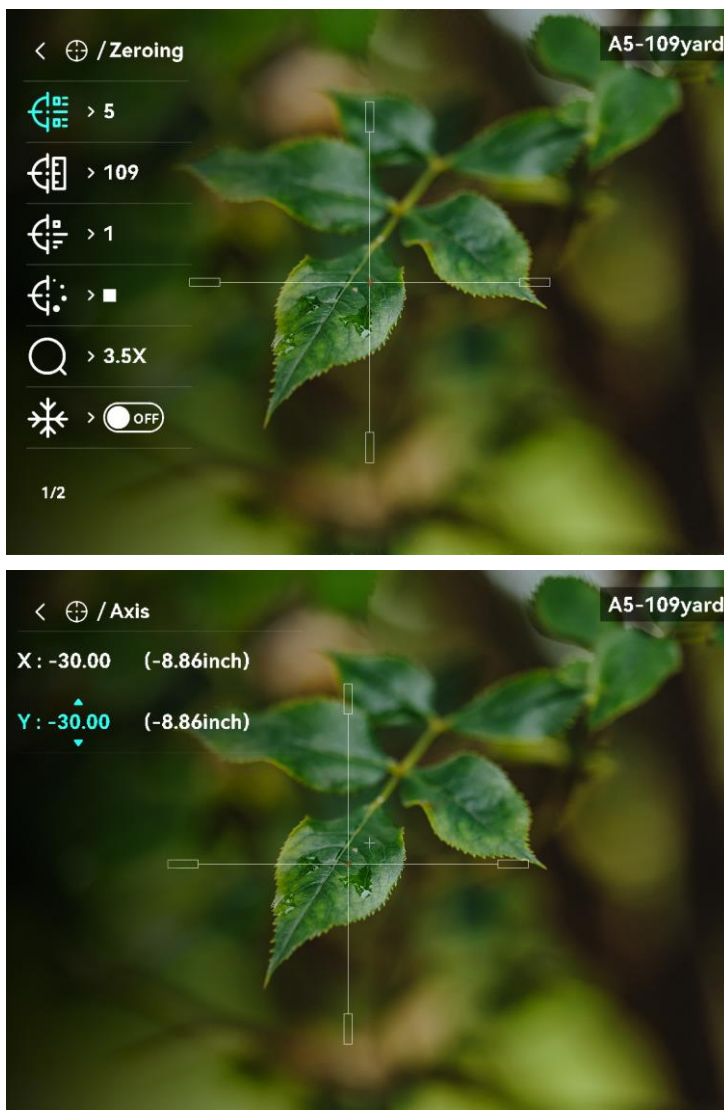 /Zeroing
A5-109yard
> 5
> 109
> 1
>
> 3.5X
> OFF
1/2
/Axis
A5-109yard
X : -30.00 (-8.86inch)
Y : -30.00 (-8.86inch)